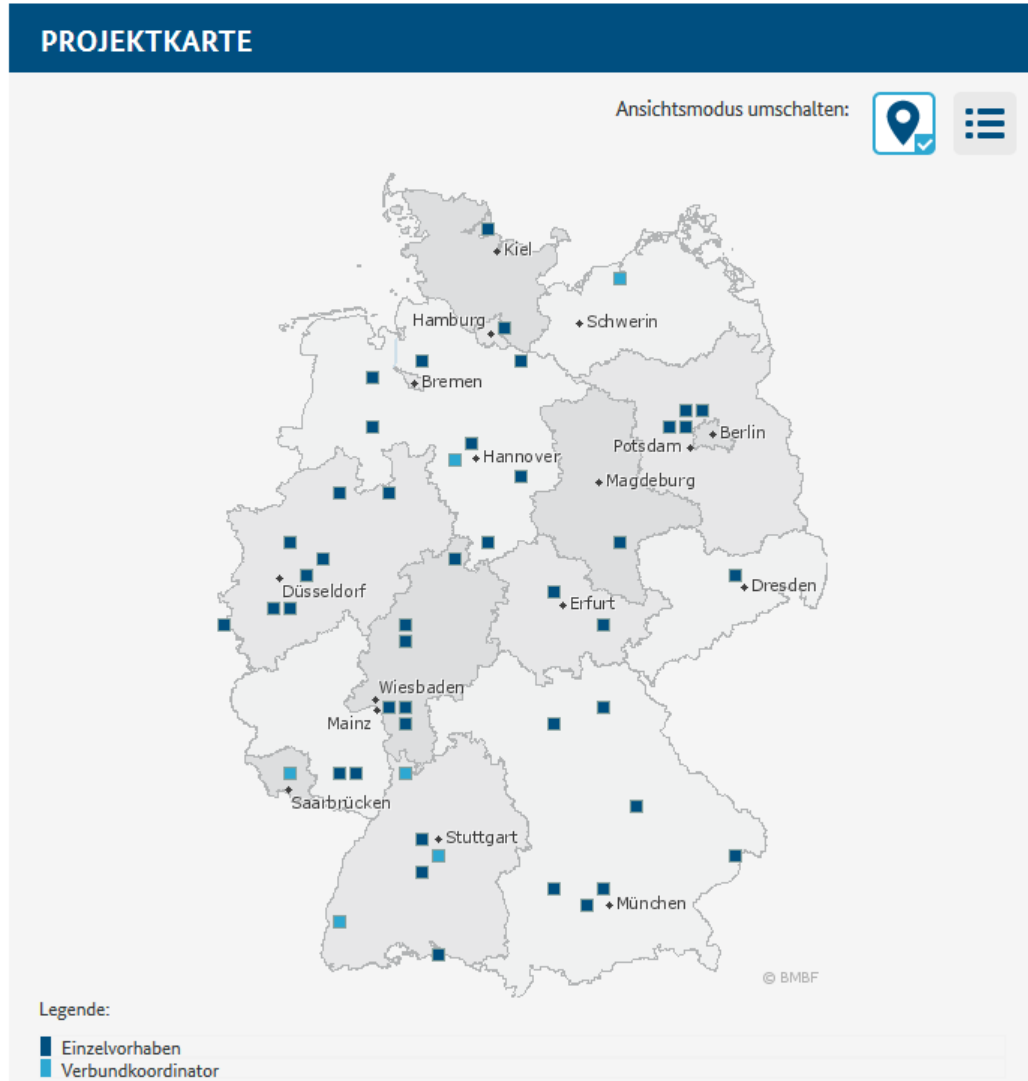 PROJEKTKARTE
Ansichtsmodus umschalten:
Kiel
Hamburg
Schwerin
Bremen
Berlin
Potsdam
Hannover
Magdeburg
Düsseldorf
Dresden
Erfurt
Wiesbaden
Mainz
Saarbrücken
Stuttgart
München
© BMBF
Legende:
Einzelvorhaben
Verbundkoordinator